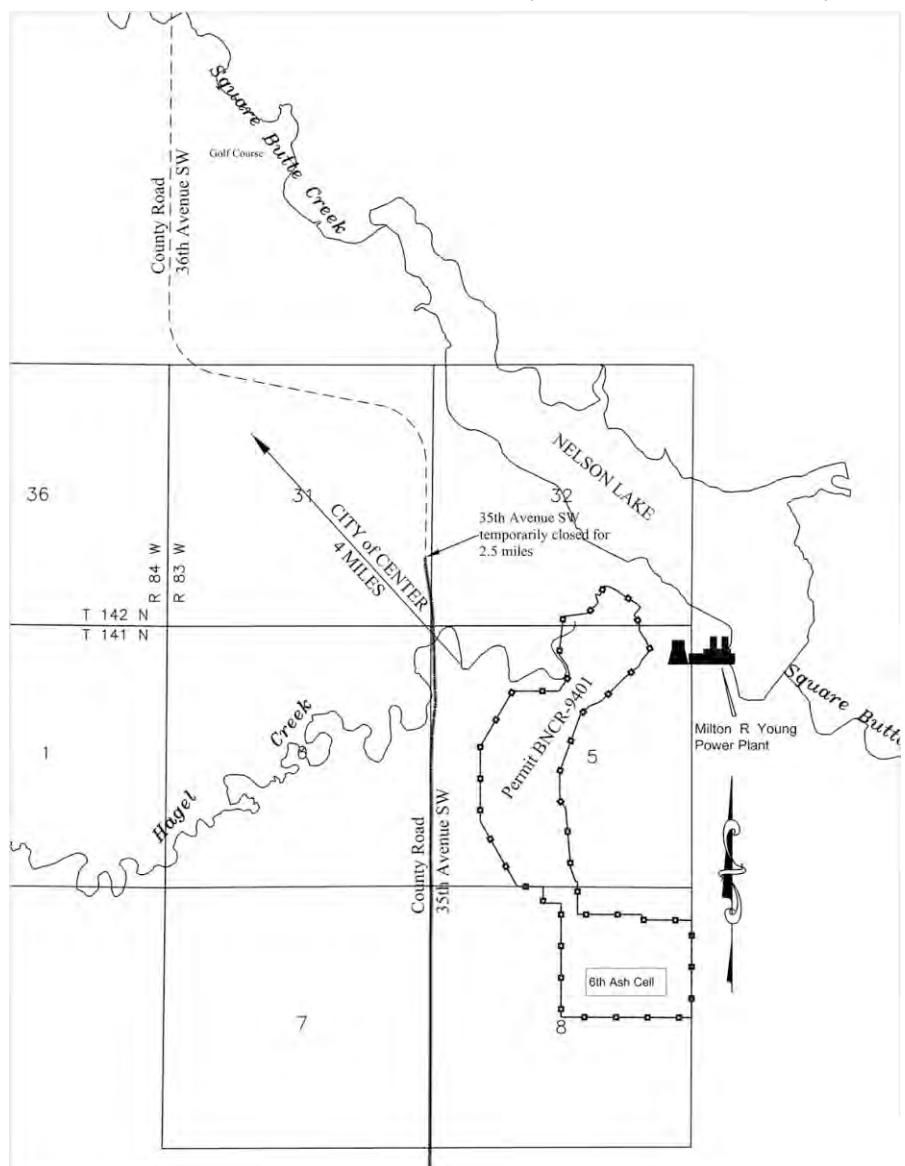 Square Butte Creek
Golf Course
County Road
36th Avenue SW
NELSON LAKE
36
31
32
35th Avenue SW
temporarily closed for
2.5 miles
CITY of CENTER
4 MILES
R 84 W
R 83 W
T 142 N
T 141 N
Square Butte
Milton R Young
Power Plant
Permit BNCR-9401
1
6
5
Hagel Creek
County Road
35th Avenue SW
6th Ash Cell
7
8